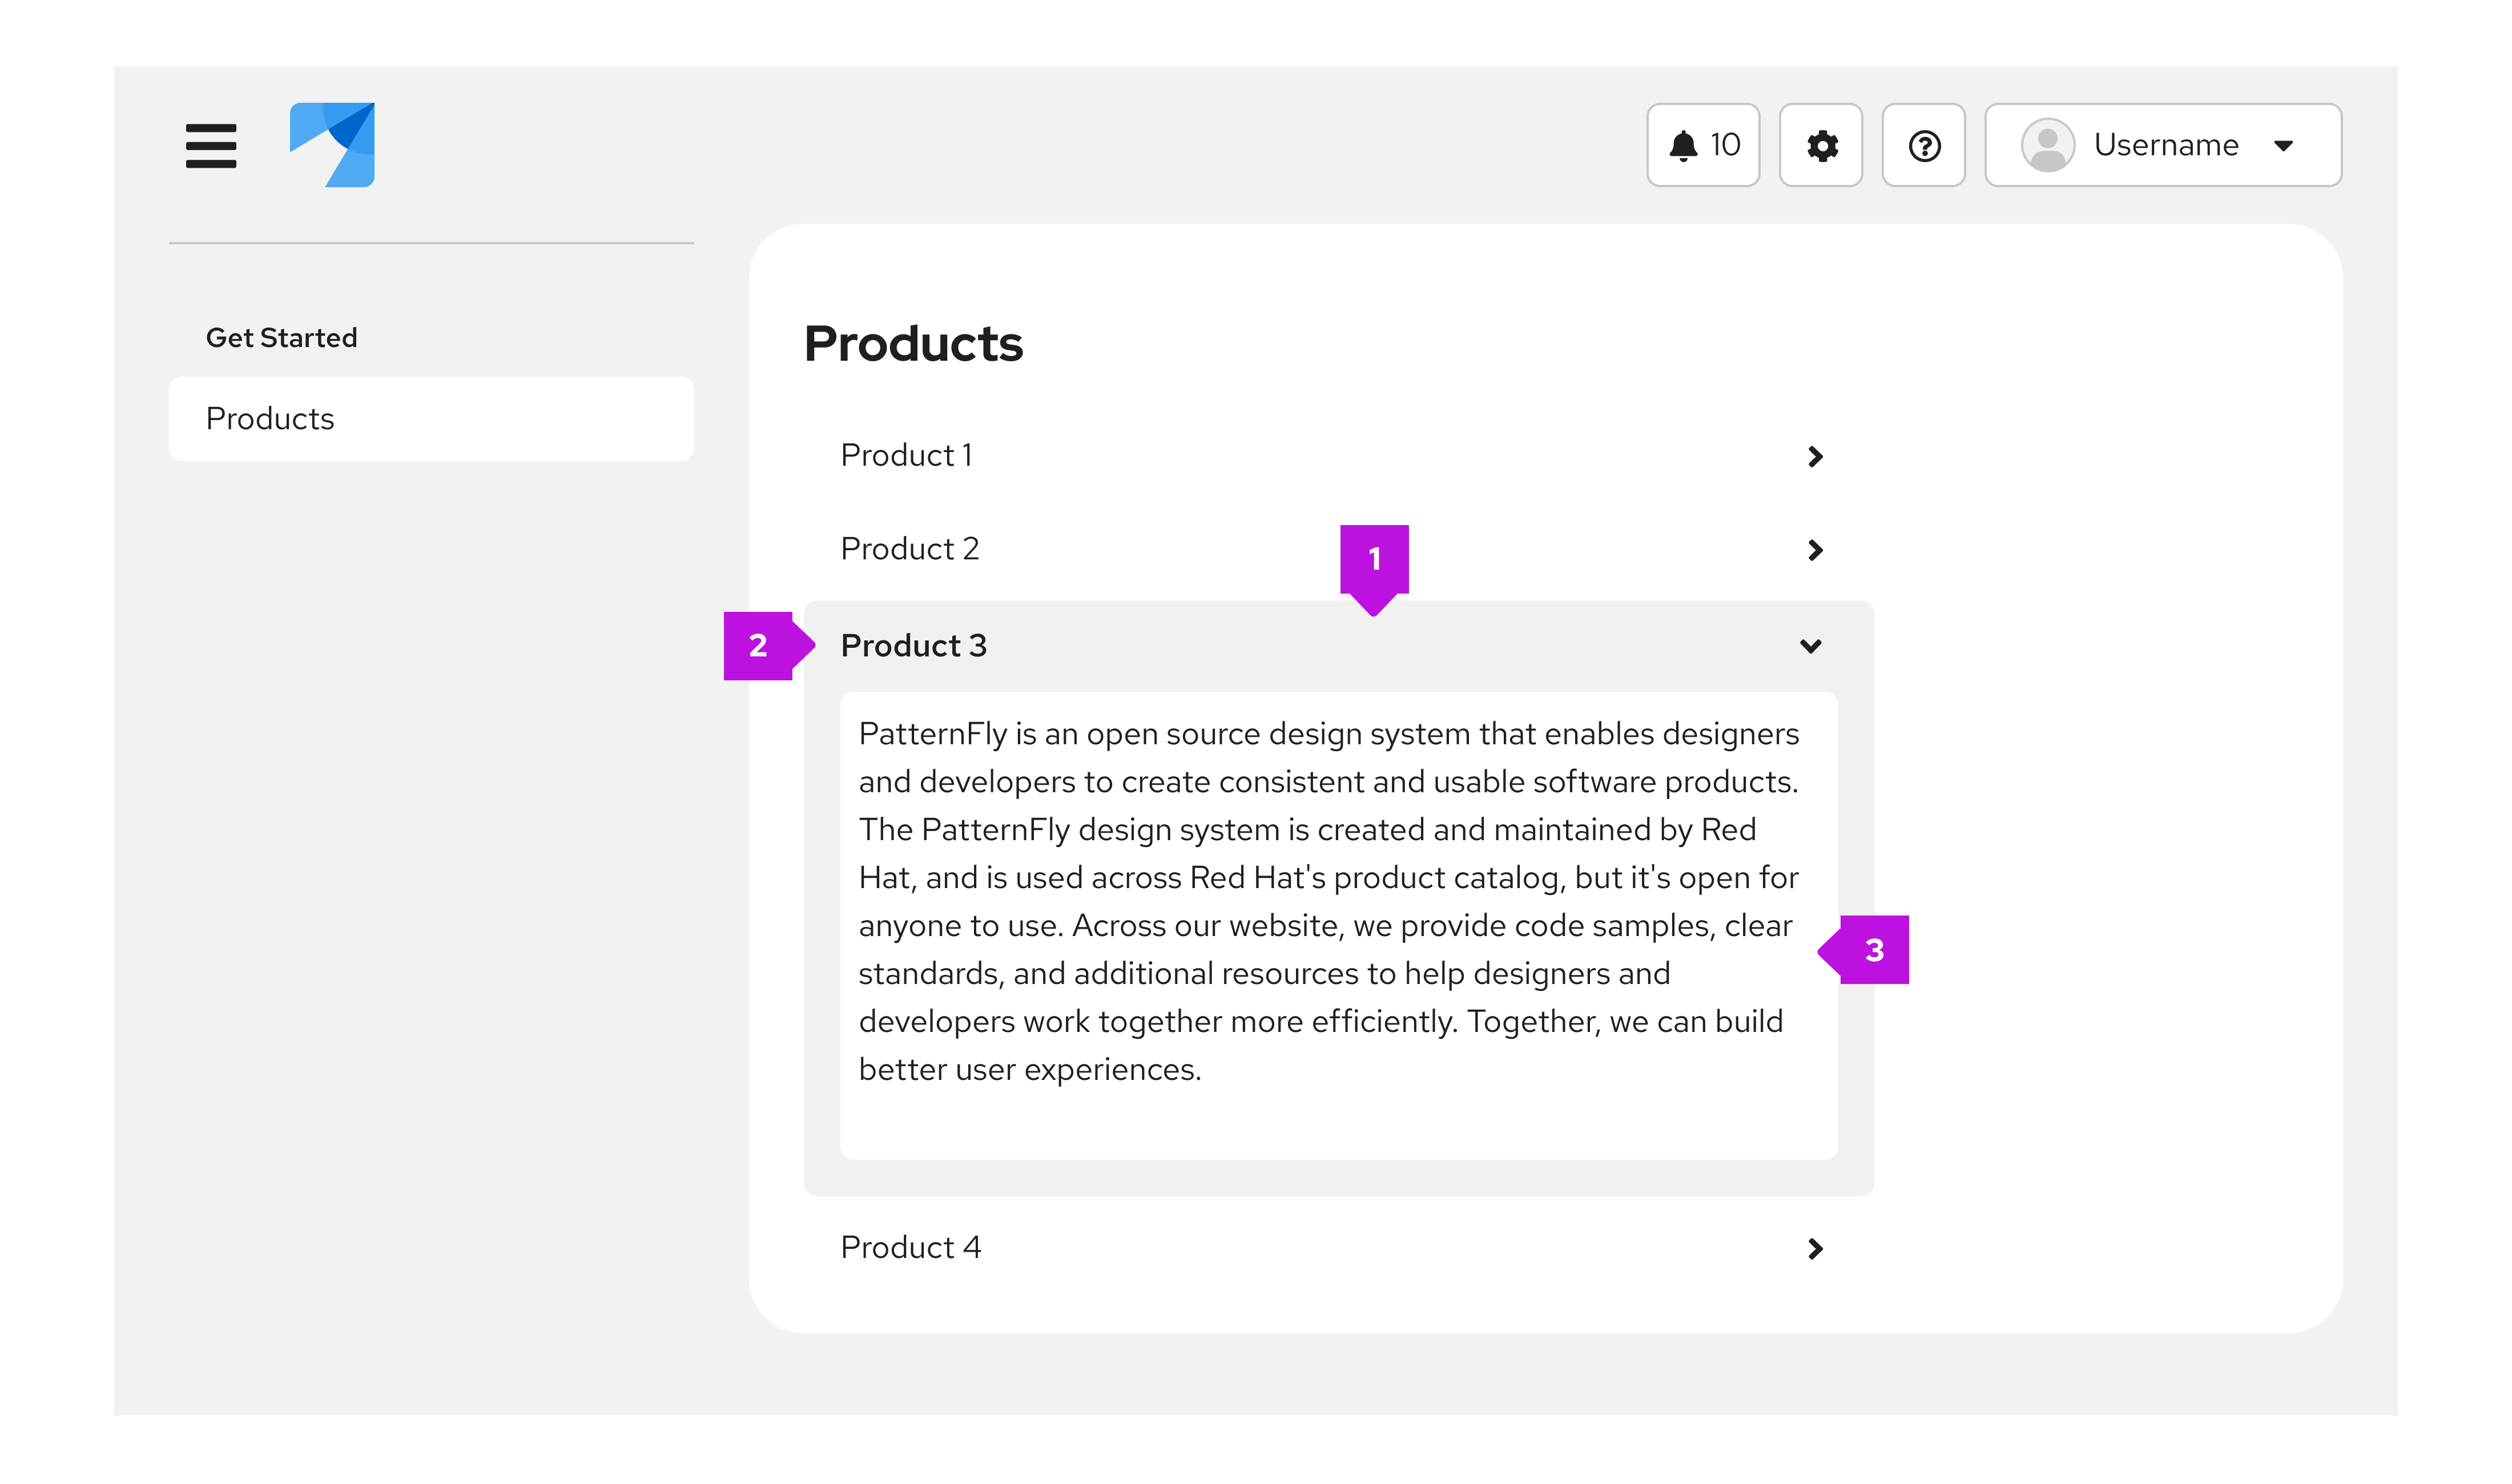 10
Username
Get Started
Products
Products
Product 1
Product 2
1
2
Product 3
PatternFly is an open source design system that enables designers
and developers to create consistent and usable software products.
The PatternFly design system is created and maintained by Red
Hat, and is used across Red Hat's product catalog, but it's open for
anyone to use. Across our website, we provide code samples, clear
standards, and additional resources to help designers and
developers work together more efficiently. Together, we can build
better user experiences.
3
Product 4